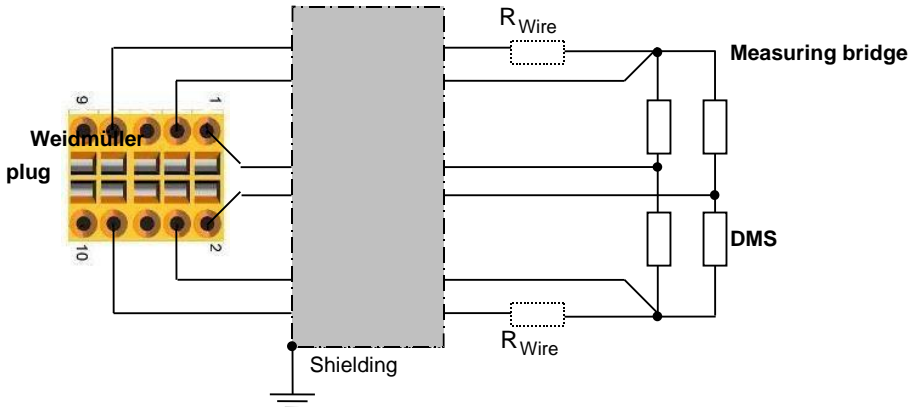 R Wire
Measuring bridge
9
1
Weidmüller
plug
10
2
DMS
R Wire
Shielding